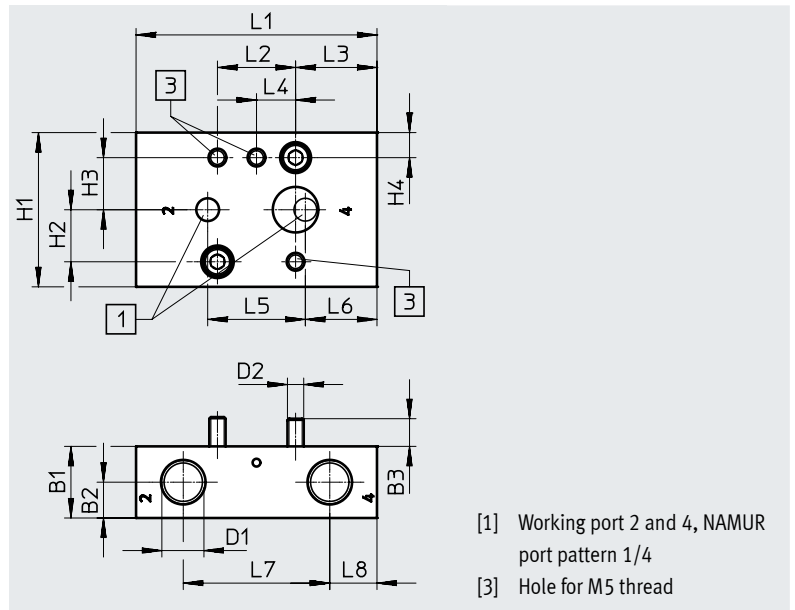 L1
L2
L3
3
L4
H1
H3
H2
2
4
H4
1
L5
L6
3
D2
B1
B2
2
4
B3
D1
L7
L8
[1] Working port 2 and 4, NAMUR
port pattern 1/4
[3] Hole for M5 thread